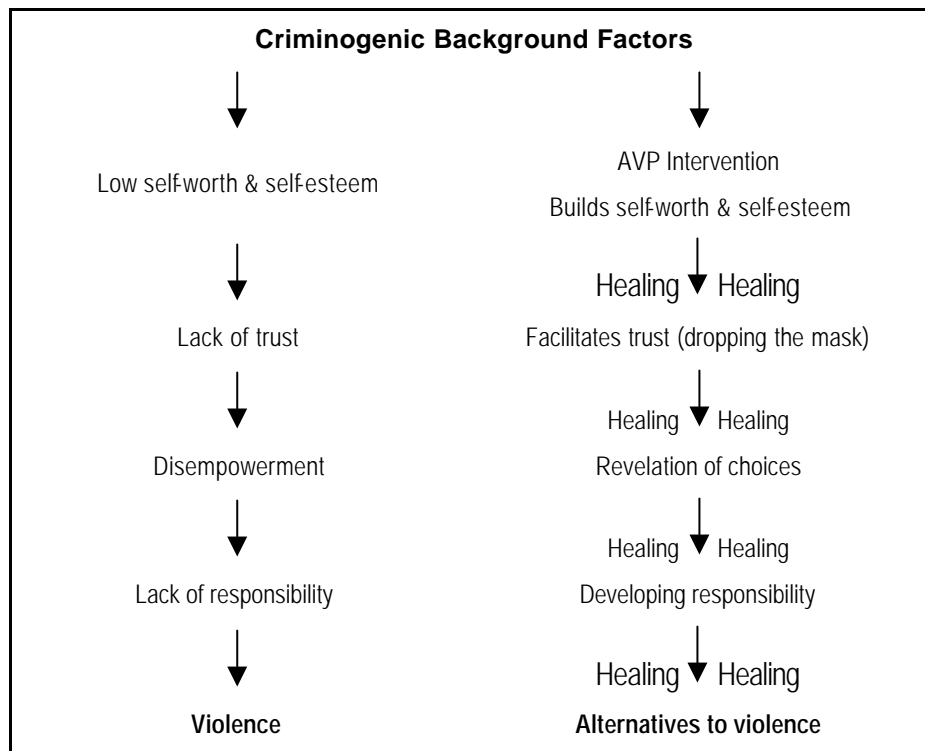 Criminogenic Background Factors
AVP Intervention
Low self-worth & self-esteem
Builds self-worth & self-esteem
Healing Healing
Lack of trust
Facilitates trust (dropping the mask)
Healing Healing
Disempowerment
Revelation of choices
Healing Healing
Lack of responsibility
Developing responsibility
Healing Healing
Violence
Alternatives to violence